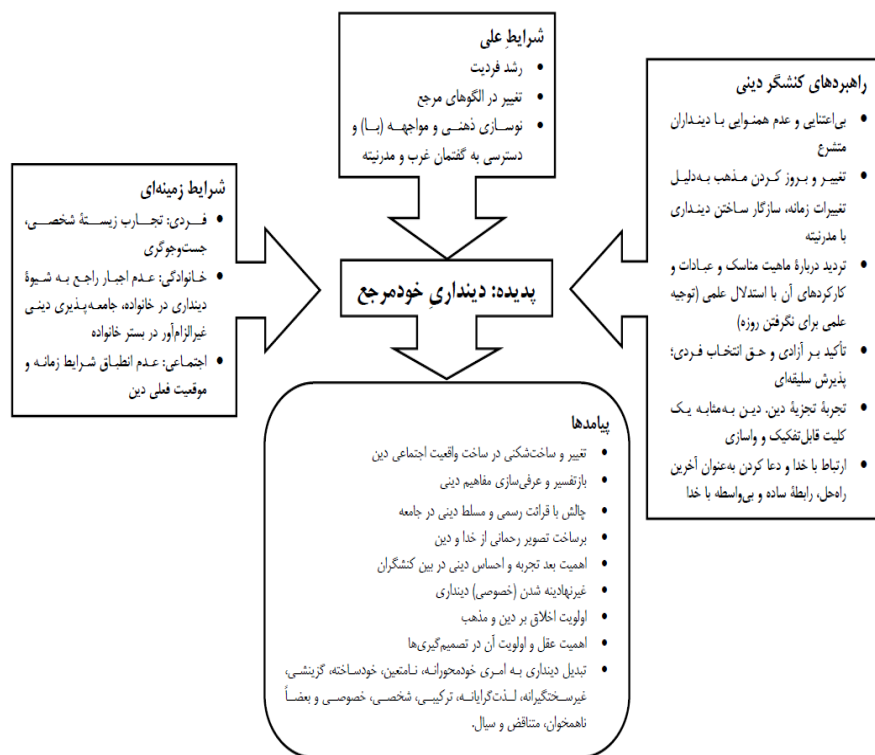 شرایطِ علی
• رشد فردیت
• تغییر در الگوهای مرجع
• نوسازی ذهنی و مواجهه (با) و
دسترسی به گفتمان غرب و مدرنیته
راهبردهای کنشگر دینی
• بی‌اعتنایی و عدم همنوایی با دینداران
متشرع
• تغییر و بروز کردن مذهب به‌دلیل
تغییرات زمانه، سازگار ساختن دینداری
با مدرنیته
• تردید دربارهٔ ماهیت مناسک و عبادات و
کارکردهای آن با استدلال علمی (توجیه
علمی برای نگرفتن روزه)
• تأکید بر آزادی و حق انتخاب فردی؛
پذیرش سلیقه‌ای
• تجربهٔ تجزیهٔ دین. دین به‌مثابه یک
کلیت قابل‌تفکیک و واسازی
• ارتباط با خدا و دعا کردن به‌عنوان آخرین
راه‌حل، رابطهٔ ساده و بی‌واسطه با خدا
شرایط زمینه‌ای
• فردی: تجارب زیستهٔ شخصی،
جست‌وجوگری
• خانوادگی: عدم اجبار راجع به شیوهٔ
دینداری در خانواده، جامعه‌پذیری دینی
غیرالزام‌آور در بستر خانواده
• اجتماعی: عدم انطباق شرایط زمانه و
موقعیت فعلی دین
پدیده: دینداریِ خودمرجع
پیامدها
• تغییر و ساخت‌شکنی در ساخت واقعیت اجتماعی دین
• بازتفسیر و عرفی‌سازی مفاهیم دینی
• چالش با قرائت رسمی و مسلط دینی در جامعه
• برساخت تصویر رحمانی از خدا و دین
• اهمیت بعد تجربه و احساس دینی در بین کنشگران
• غیرنهادینه شدن (خصوصی) دینداری
• اولویت اخلاق بر دین و مذهب
• اهمیت عقل و اولویت آن در تصمیم‌گیری‌ها
• تبدیل دینداری به امری خودمحورانه، نامتعین، خودساخته، گزینشی،
غیرسختگیرانه، لذت‌گرایانه، ترکیبی، شخصی، خصوصی و بعضاً
ناهمخوان، متناقض و سیال.